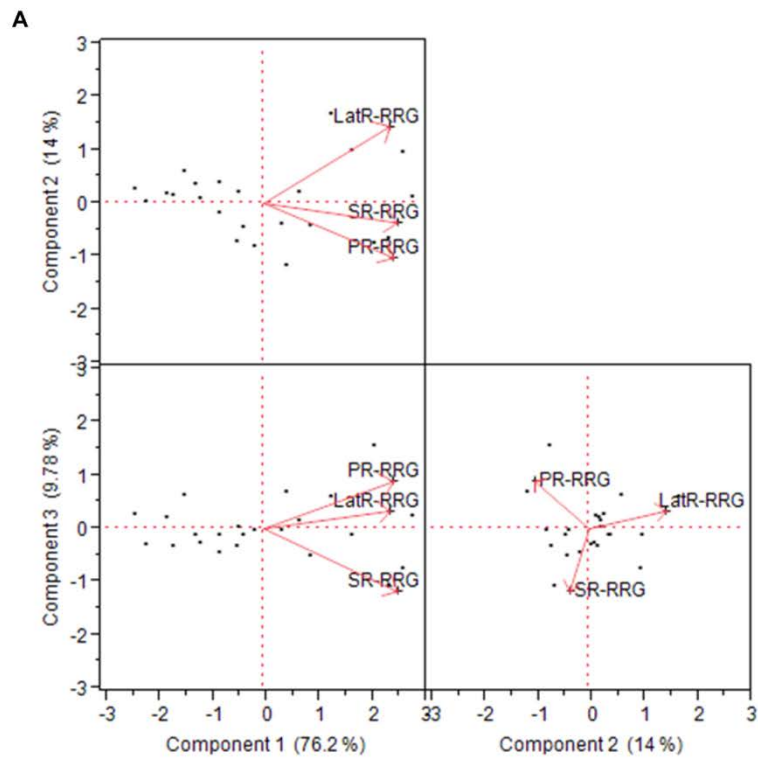 A
3
2
1
0
-1
-2
-3
Component 2 (14 %)
LatR-RRG
SR-RRG
PR-RRG
3
2
1
0
-1
-2
-3
Component 3 (9.78 %)
PR-RRG
LatR-RRG
SR-RRG
PR-RRG
LatR-RRG
SR-RRG
-3 -2 -1 0 1 2 3
-3 -1 0 1 2 3
Component 1 (76.2 %)
Component 2 (14 %)